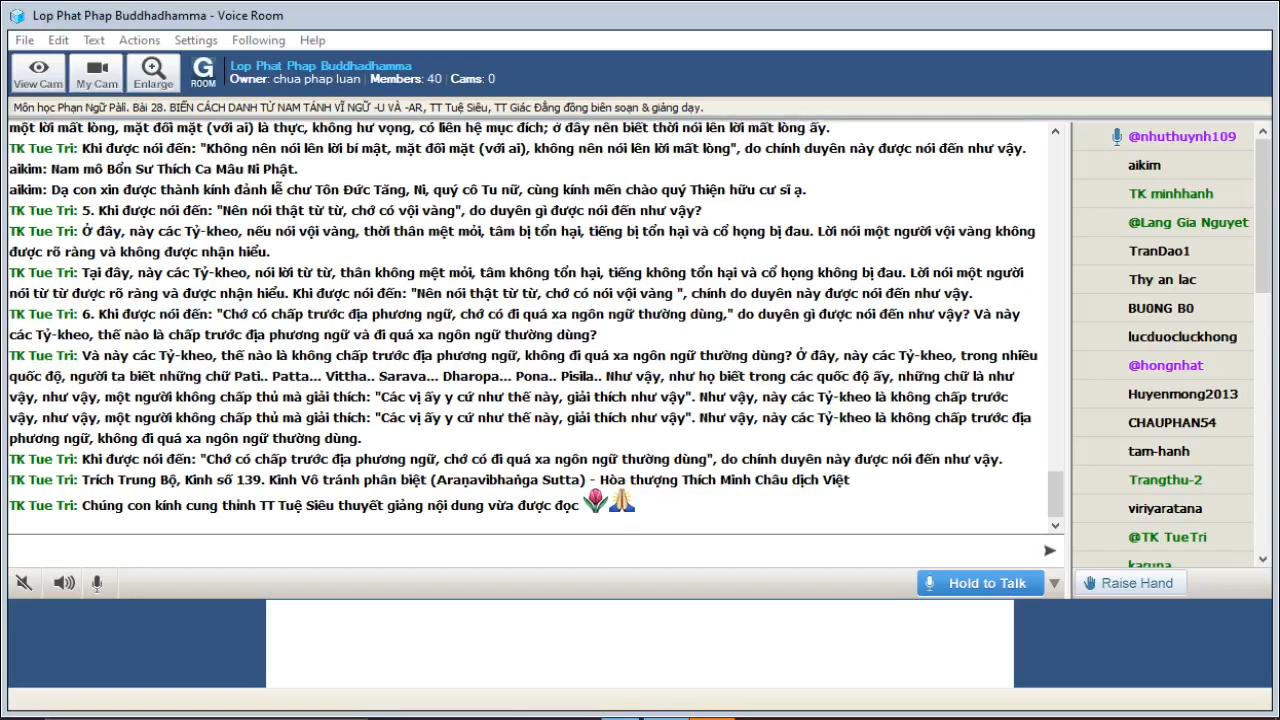 Lop Phat Phap Buddhadhamma - Voice Room
File Edit Text Actions Settings Following Help
View Cam My Cam Enlarge G ROOM
Lop Phat Phap Buddhadhamma
Owner: chua phap luan | Members: 40 | Cams: 0
Môn học Phạn Ngữ Pàli. Bài 28. BIẾN CÁCH DANH TỪ NAM TÁNH VĨ NGỮ -U VÀ -AR, TT Tuệ Siêu, TT Giác Đẳng đồng biên soạn & giảng dạy.
một lời mất lòng, mặt đối mặt (với ai) là thực, không hư vọng, có liên hệ mục đích; ở đây nên biết thời nói lên lời mất lòng ấy.
TK Tue Tri: Khi được nói đến: "Không nên nói lên lời bí mật, mặt đối mặt (với ai), không nên nói lên lời mất lòng", do chính duyên này được nói đến như vậy.
aikim: Nam mô Bổn Sư Thích Ca Mâu Ni Phật.
aikim: Dạ con xin được thành kính đảnh lễ chư Tôn Đức Tăng, Ni, quý cô Tu nữ, cùng kính mến chào quý Thiện hữu cư sĩ ạ.
TK Tue Tri: 5. Khi được nói đến: "Nên nói thật từ từ, chớ có vội vàng", do duyên gì được nói đến như vậy?
TK Tue Tri: Ở đây, này các Tỷ-kheo, nếu nói vội vàng, thời thân mệt mỏi, tâm bị tổn hại, tiếng bị tổn hại và cổ họng bị đau. Lời nói một người vội vàng không
được rõ ràng và không được nhận hiểu.
TK Tue Tri: Tại đây, này các Tỷ-kheo, nói lời từ từ, thân không mệt mỏi, tâm không tổn hại, tiếng không tổn hại và cổ họng không bị đau. Lời nói một người
nói từ từ được rõ ràng và được nhận hiểu. Khi được nói đến: "Nên nói thật từ từ, chớ có nói vội vàng ", chính do duyên này được nói đến như vậy.
TK Tue Tri: 6. Khi được nói đến: "Chớ có chấp trước địa phương ngữ, chớ có đi quá xa ngôn ngữ thường dùng," do duyên gì được nói đến như vậy? Và này
các Tỷ-kheo, thế nào là chấp trước địa phương ngữ và đi quá xa ngôn ngữ thường dùng?
TK Tue Tri: Và này các Tỷ-kheo, thế nào là không chấp trước địa phương ngữ, không đi quá xa ngôn ngữ thường dùng? Ở đây, này các Tỷ-kheo, trong nhiều
quốc độ, người ta biết những chữ Pati.. Patta... Vittha.. Sarava... Dharopa... Pona.. Pisila.. Như vậy, như họ biết trong các quốc độ ấy, những chữ là như
vậy, như vậy, một người không chấp thủ mà giải thích: "Các vị ấy y cứ như thế này, giải thích như vậy". Như vậy, này các Tỷ-kheo là không chấp trước
vậy, như vậy, một người không chấp thủ mà giải thích: "Các vị ấy y cứ như thế này, giải thích như vậy". Như vậy, này các Tỷ-kheo là không chấp trước địa
phương ngữ, không đi quá xa ngôn ngữ thường dùng.
TK Tue Tri: Khi được nói đến: "Chớ có chấp trước địa phương ngữ, chớ có đi quá xa ngôn ngữ thường dùng", do chính duyên này được nói đến như vậy.
TK Tue Tri: Trích Trung Bộ, Kinh số 139. Kinh Vô tránh phân biệt (Araṇavibhaṅga Sutta) - Hòa thượng Thích Minh Châu dịch Việt
TK Tue Tri: Chúng con kính cung thỉnh TT Tuệ Siêu thuyết giảng nội dung vừa được đọc
Hold to Talk
@nhuthuynh109
aikim
TK minhhanh
@Lang Gia Nguyet
TranDao1
Thy an lac
BU0NG B0
lucduocluckhong
@hongnhat
Huyenmong2013
CHAUPHAN54
tam-hanh
Trangthu-2
viriyaratana
@TK TueTri
karuna
Raise Hand